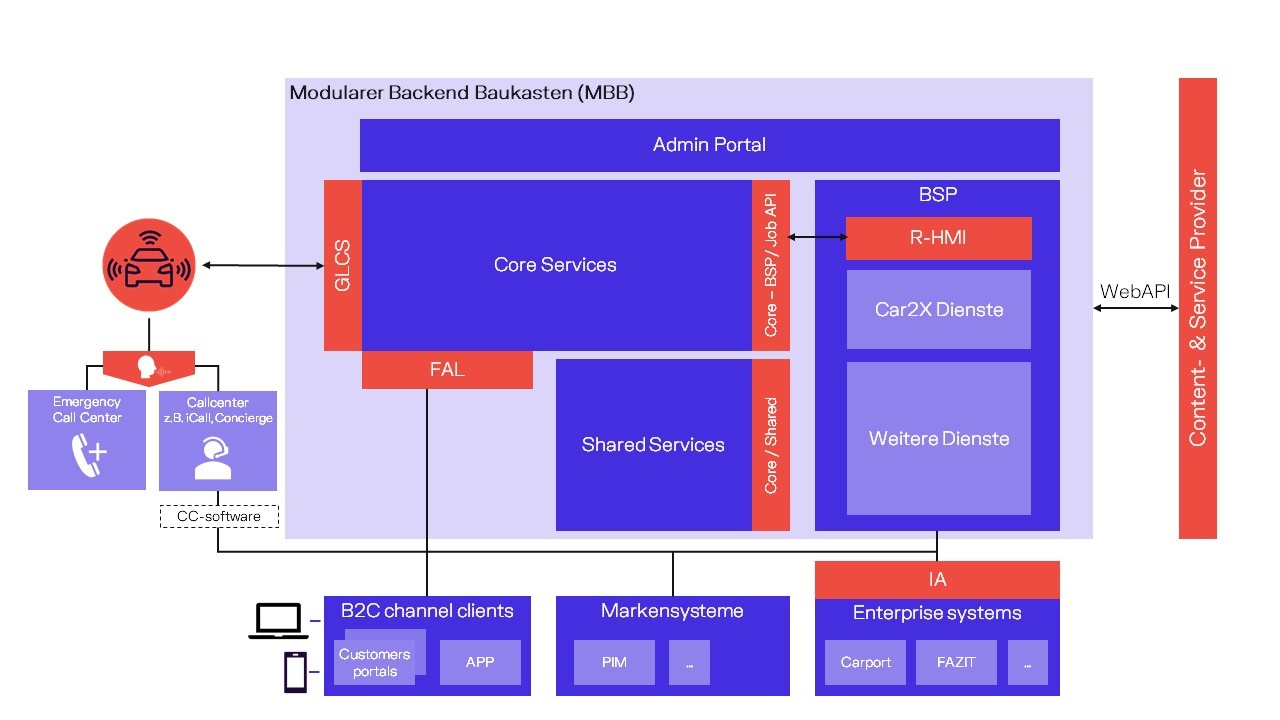 Modularer Backend Baukasten (MBB)
Admin Portal
GLCS
Core Services
Core – BSP/ Job API
BSP
R-HMI
Car2X Dienste
Weitere Dienste
WebAPI
Content- & Service Provider
FAL
Shared Services
Core / Shared
Emergency
Call Center
Callcenter
z.B. iCall, Concierge
CC-software
B2C channel clients
Customers
portals
APP
Markensysteme
PIM
...
IA
Enterprise systems
Carport
FAZIT
...